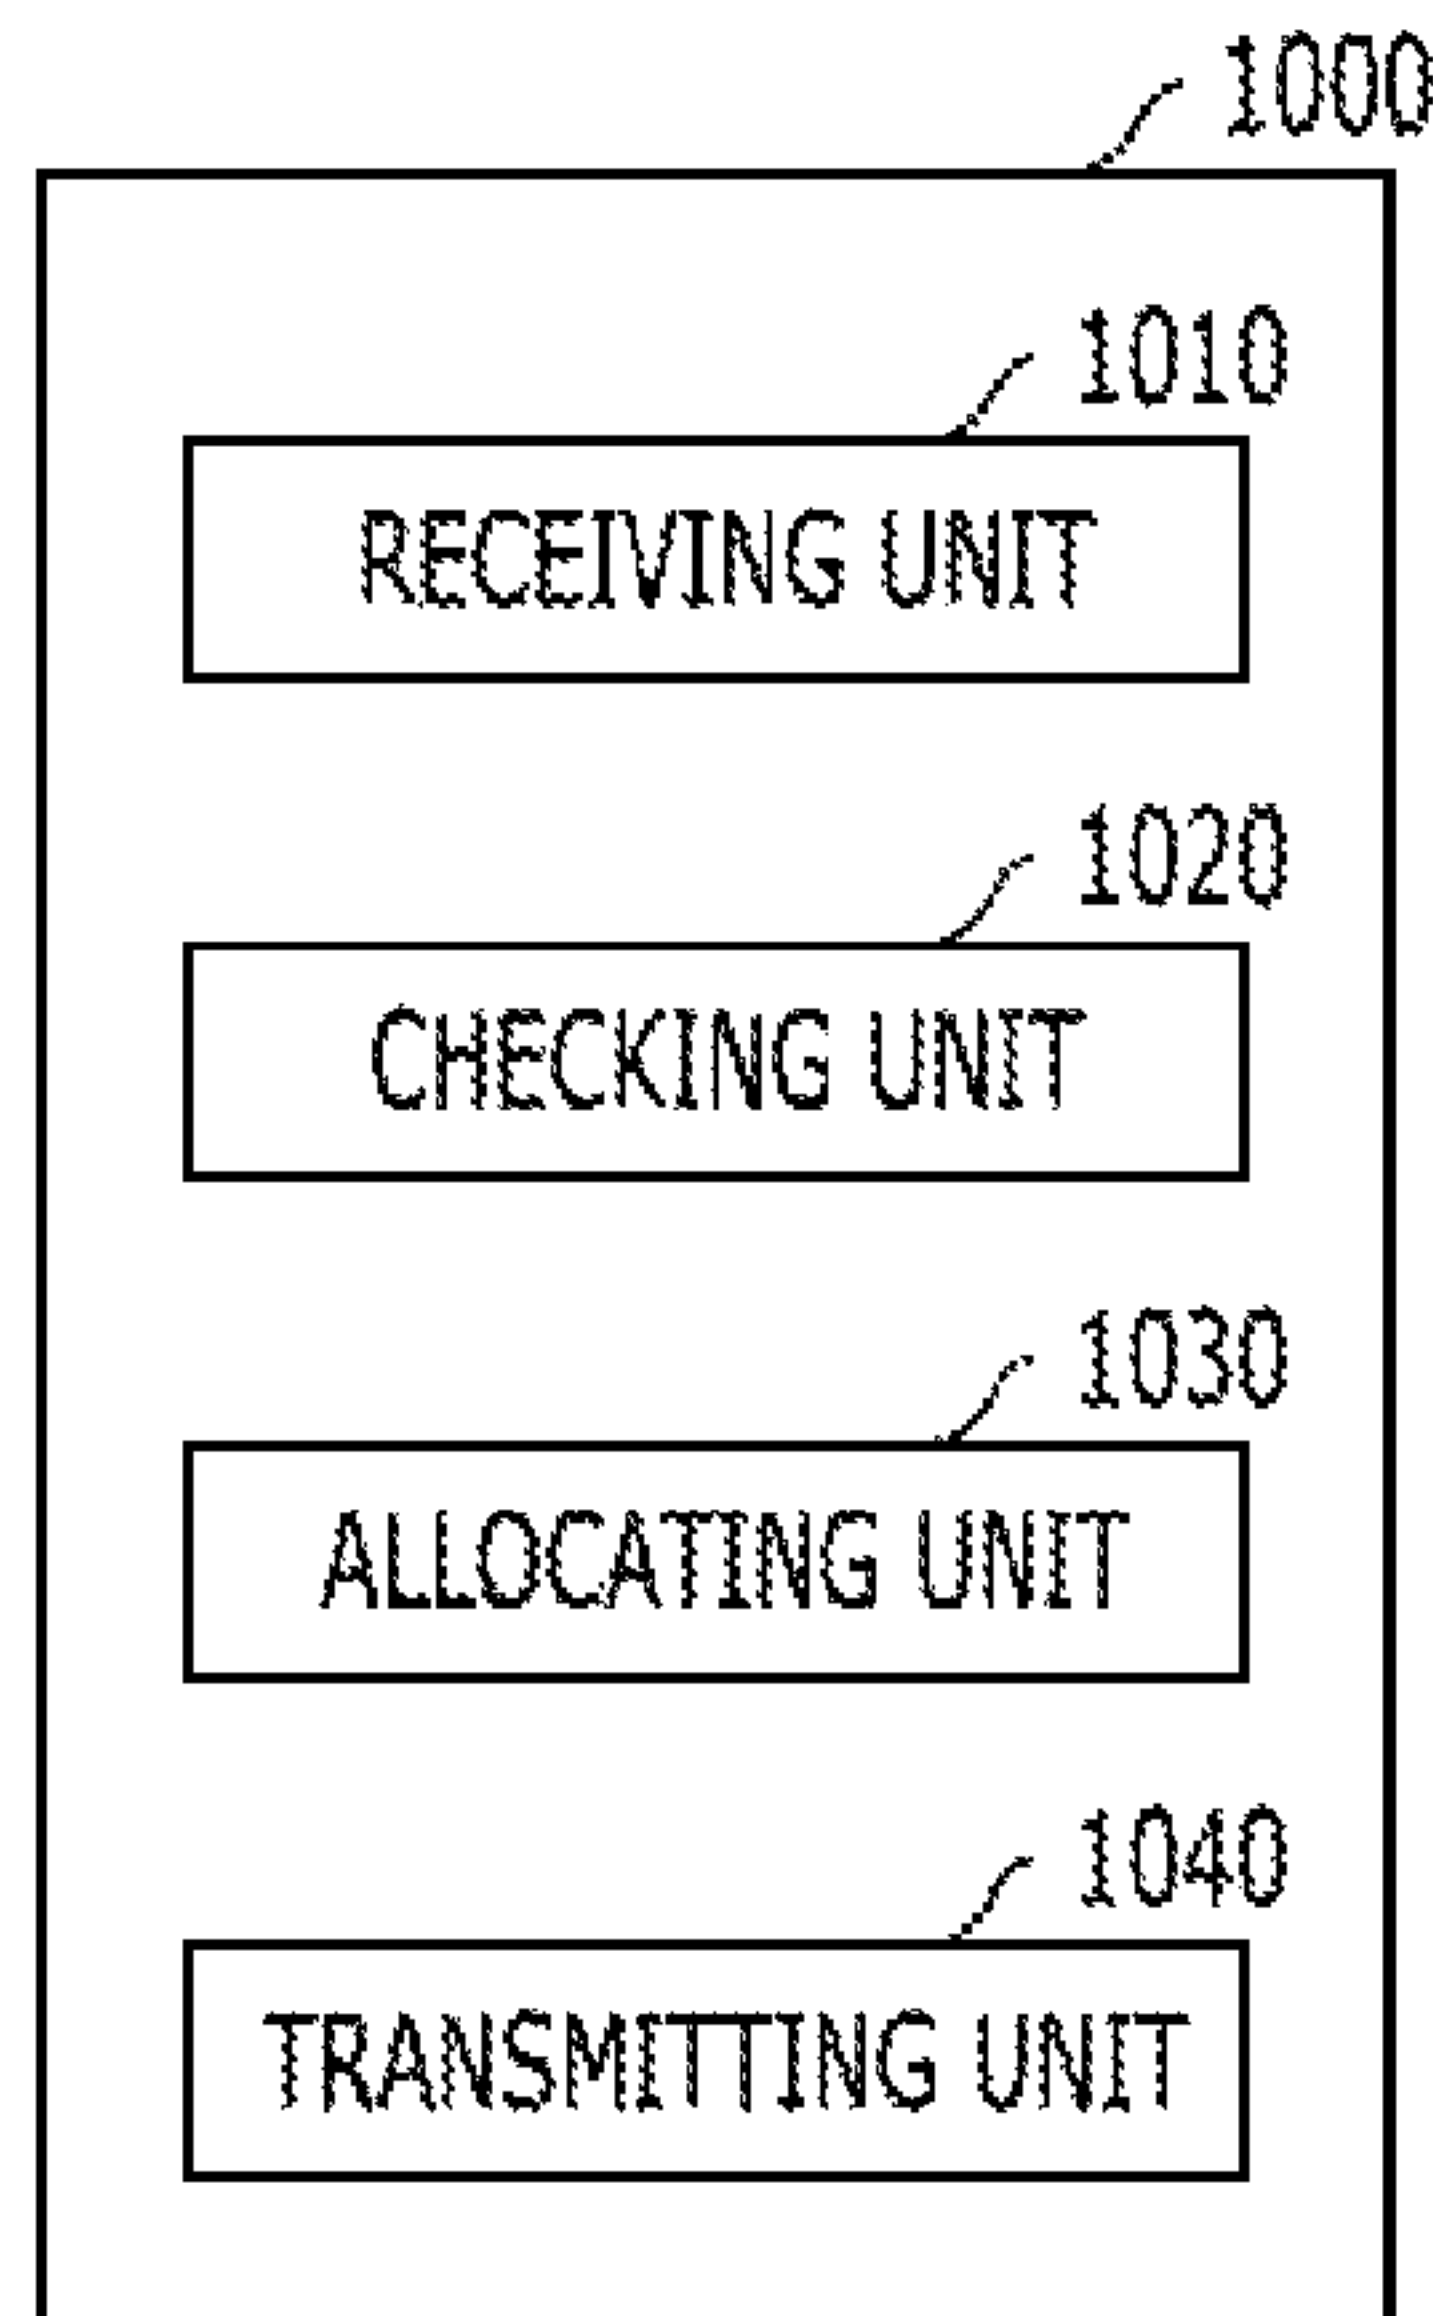 1000
1010
RECEIVING UNIT
1020
CHECKING UNIT
1030
ALLOCATING UNIT
1040
TRANSMITTING UNIT